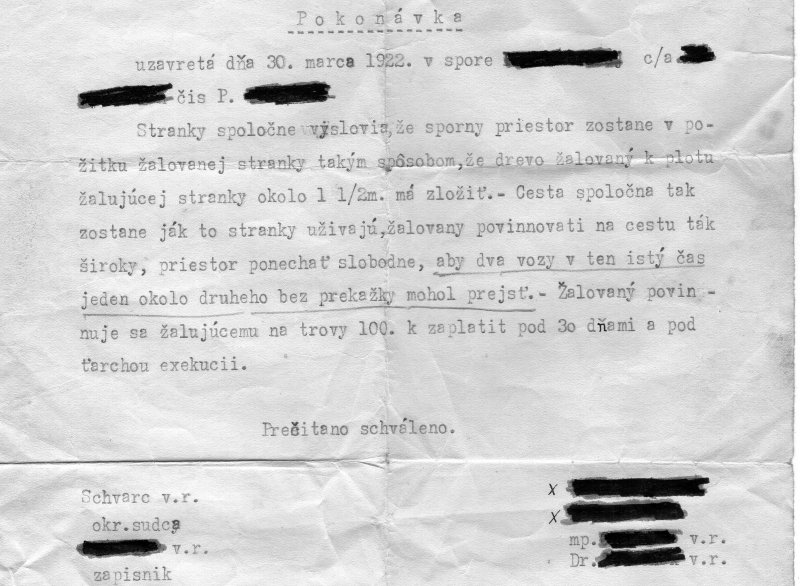 Pokonávka
uzavretá dňa 30. marca 1922. v spore c/a
čis P.
Stranky spoločne výslovia,že sporny priestor zostane v po-
žitku žalovanej stranky takým spôsobom,že drevo žalovaný k plotu
žalujúcej stranky okolo 1 1/2m. má zložiť.- Cesta spoločna tak
zostane ják to stranky uživajú,žalovany povinnovati na cestu ták
široky, priestor ponechať slobodne, aby dva vozy v ten istý čas
jeden okolo druheho bez prekažky mohol prejsť.- Žalovaný povin -
nuje sa žalujúcemu na trovy 100. k zaplatit pod 3o dňami a pod
ťarchou exekucii.
Prečitano schváleno.
Schvarc v.r.
okr.sudca
v.r.
zapisnik
X
X
mp. v.r.
Dr. v.r.